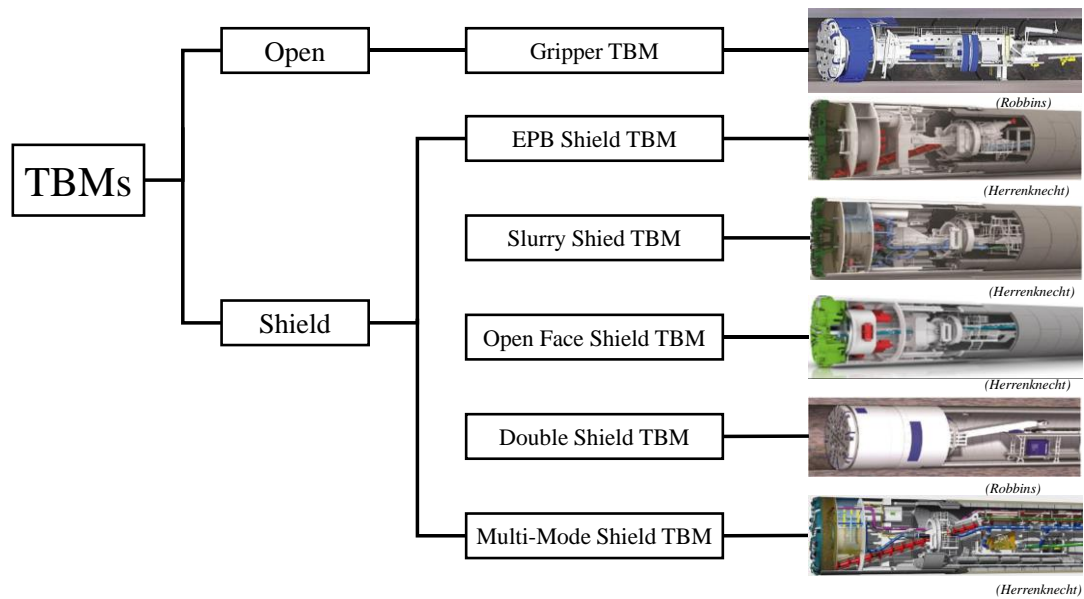 TBMs
Open
Gripper TBM
(Robbins)
EPB Shield TBM
(Herrenknecht)
Slurry Shied TBM
(Herrenknecht)
Shield
Open Face Shield TBM
(Herrenknecht)
Double Shield TBM
(Robbins)
Multi-Mode Shield TBM
(Herrenknecht)